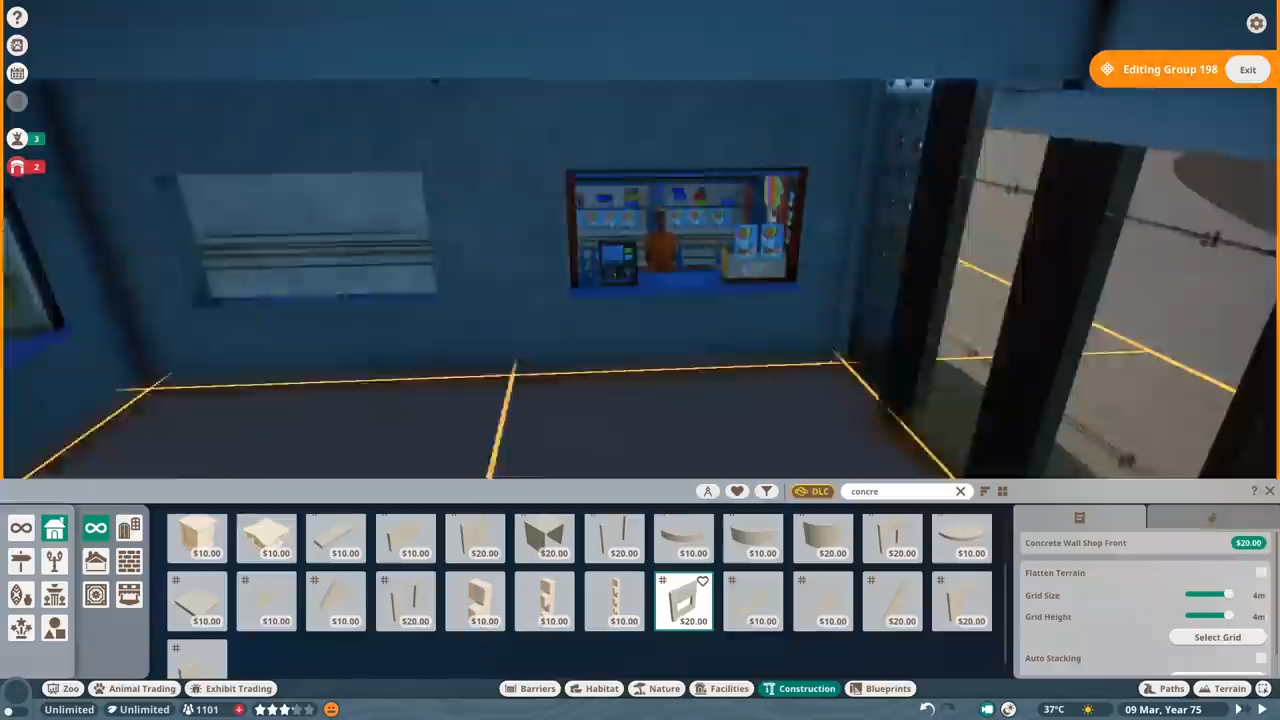 ?
Editing Group 198
Exit
3
2
DLC
concre
?
$10.00 $10.00 $10.00 $10.00 $20.00 $20.00 $20.00 $10.00 $10.00 $20.00 $20.00 $10.00
$10.00 $10.00 $10.00 $20.00 $10.00 $10.00 $10.00 $20.00 $10.00 $10.00 $20.00 $20.00
Concrete Wall Shop Front $20.00
Flatten Terrain
Grid Size 4m
Grid Height 4m
Select Grid
Auto Stacking
Zoo Animal Trading Exhibit Trading Barriers Habitat Nature Facilities Construction Blueprints Paths Terrain
Unlimited Unlimited 1101 37°C 09 Mar, Year 75